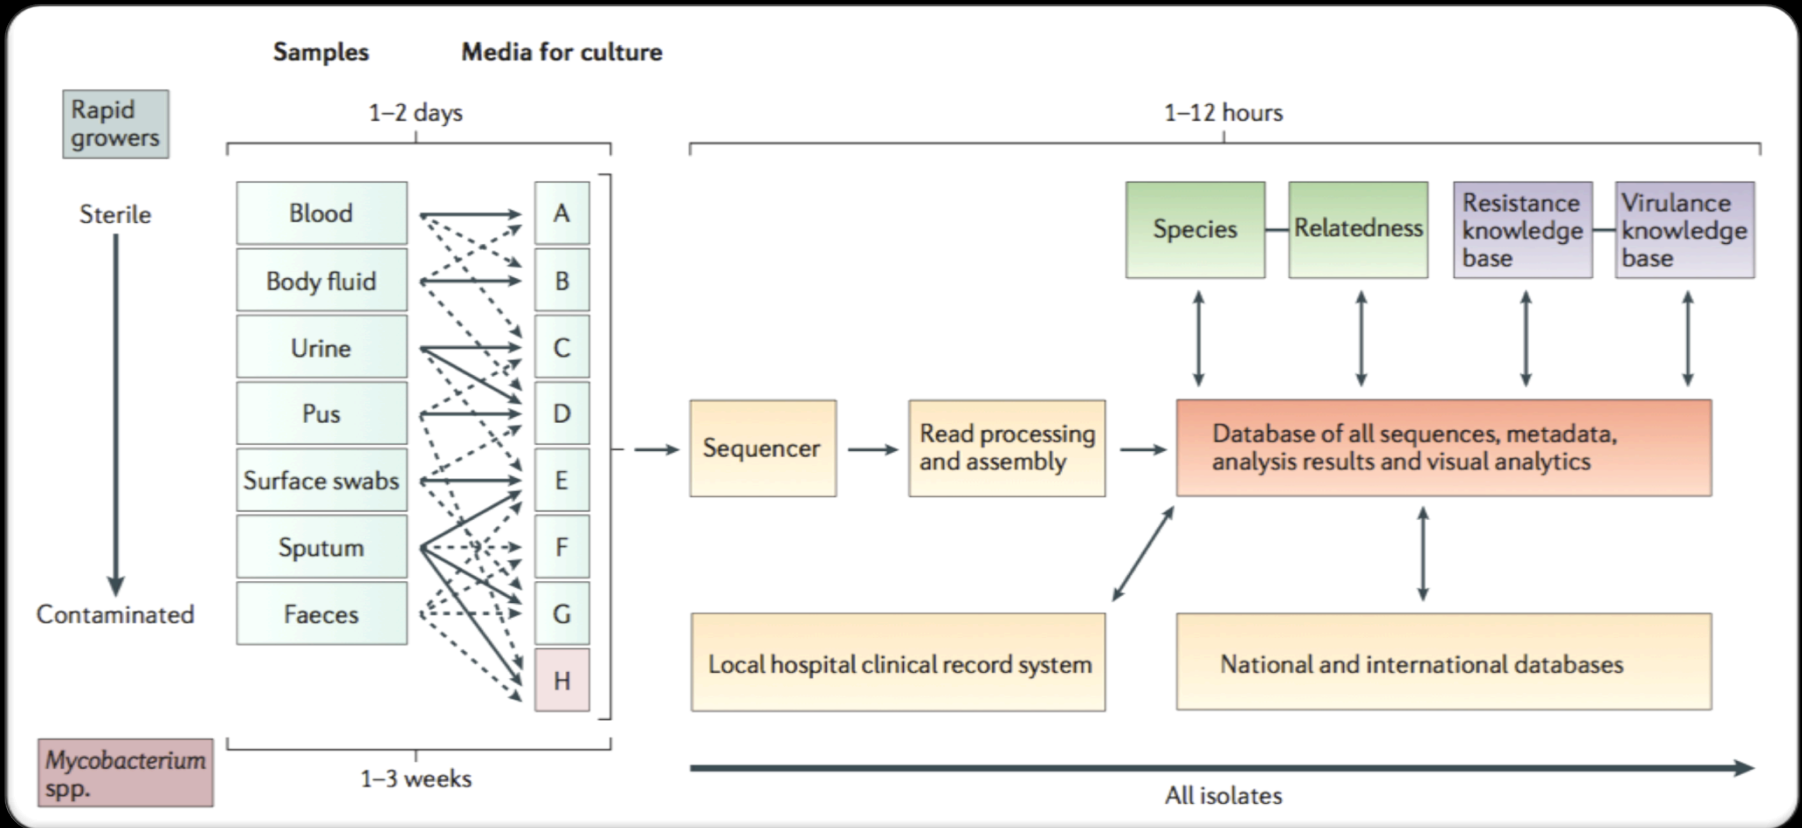 Samples
Media for culture
Rapid
growers
1–2 days
1–12 hours
Sterile
Contaminated
Blood
Body fluid
Urine
Pus
Surface swabs
Sputum
Faeces
A
B
C
D
E
F
G
H
Species
Relatedness
Resistance
knowledge
base
Virulance
knowledge
base
Sequencer
Read processing
and assembly
Database of all sequences, metadata,
analysis results and visual analytics
Local hospital clinical record system
National and international databases
Mycobacterium
spp.
1–3 weeks
All isolates